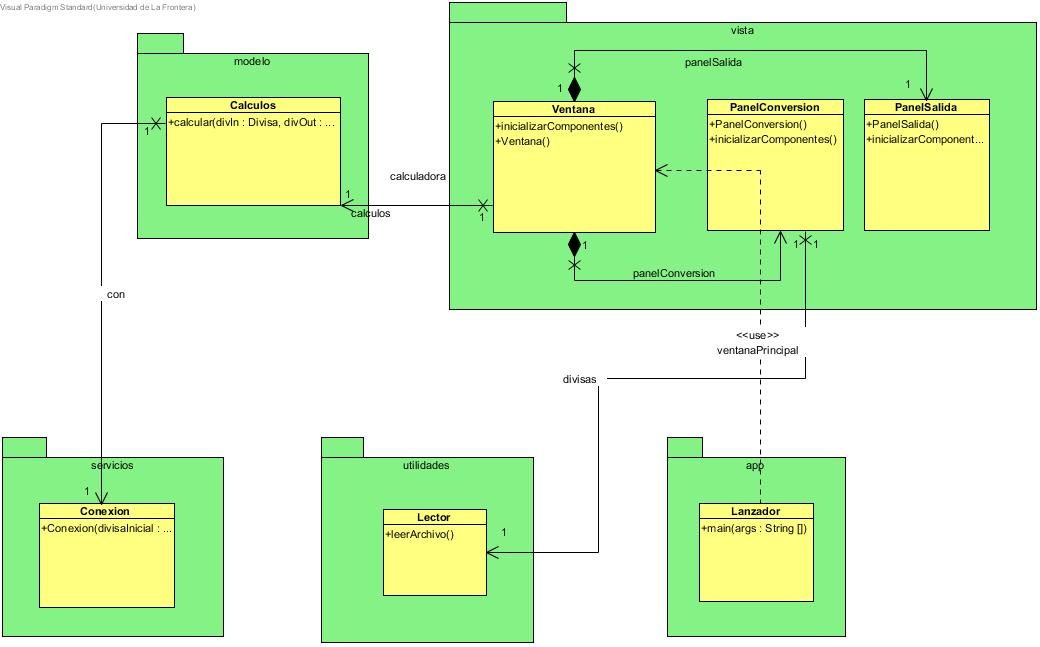 Visual Paradigm Standard(Universidad de La Frontera)
vista
panelSalida
1
1
modelo
Calculos
+calcular(divIn : Divisa, divOut : ...
1
Ventana
+inicializarComponentes()
+Ventana()
PanelConversion
+PanelConversion()
+inicializarComponentes()
PanelSalida
+PanelSalida()
+inicializarComponent...
calculadora
1
calculos
1
1
panelConversion
1
1
con
<<use>>
ventanaPrincipal
divisas
servicios
1
Conexion
+Conexion(divisaInicial : ...
utilidades
Lector
+leerArchivo()
1
app
Lanzador
+main(args : String [])